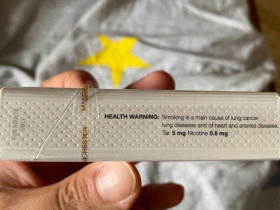 HEALTH WARNING: Smoking is a main cause of lung cancer
lung diseases and of heart and arteries diseases.
Tar 5 mg Nicotine 0.6 mg